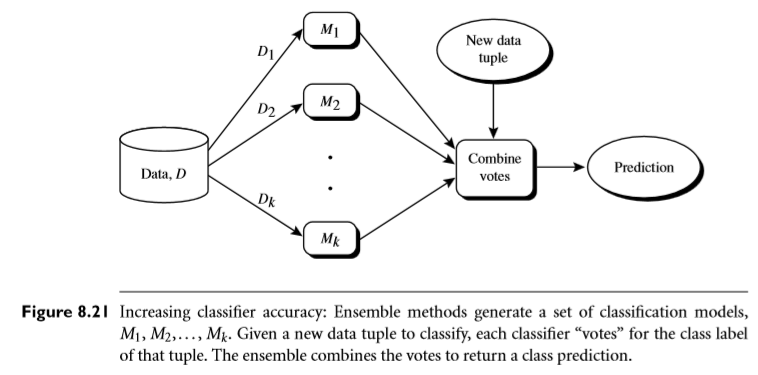 M1
D1
New data
tuple
D2
M2
Data, D
.
.
Combine
votes
Prediction
Dk
Mk
Figure 8.21 Increasing classifier accuracy: Ensemble methods generate a set of classification models,
M1, M2,..., Mk. Given a new data tuple to classify, each classifier “votes” for the class label
of that tuple. The ensemble combines the votes to return a class prediction.